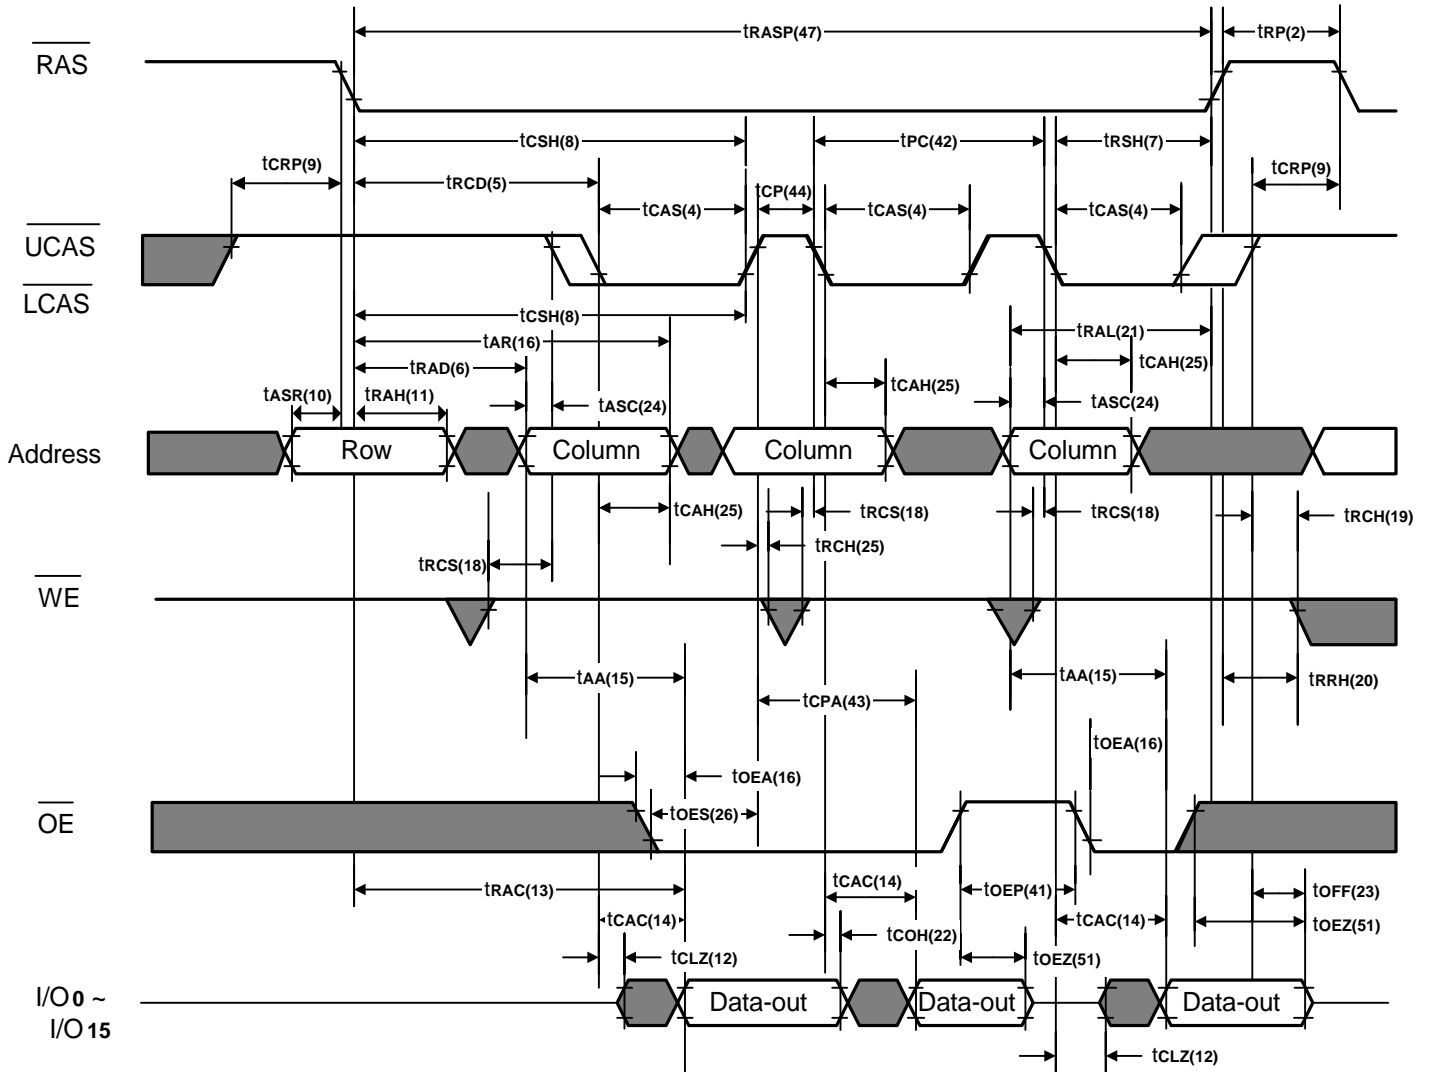 tRASP(47)
tRP(2)
RAS
tCSH(8)
tPC(42)
tRSH(7)
tCRP(9)
tRCD(5)
tCRP(9)
tCP(44)
tCAS(4)
tCAS(4)
tCAS(4)
UCAS
LCAS
tCSH(8)
tAR(16)
tRAL(21)
tRAD(6)
tCAH(25)
tCAH(25)
tASR(10)
tRAH(11)
tASC(24)
tASC(24)
Address
Row
Column
Column
Column
tCAH(25)
tRCS(18)
tRCS(18)
tRCH(19)
tRCH(25)
tRCS(18)
WE
tAA(15)
tAA(15)
tRRH(20)
tCPA(43)
tOEA(16)
tOEA(16)
OE
tOES(26)
tRAC(13)
tCAC(14)
tOEP(41)
tOFF(23)
tCAC(14)
tCAC(14)
tOEZ(51)
tCOH(22)
tCLZ(12)
tOEZ(51)
I/O0 ~
I/O15
Data-out
Data-out
Data-out
tCLZ(12)